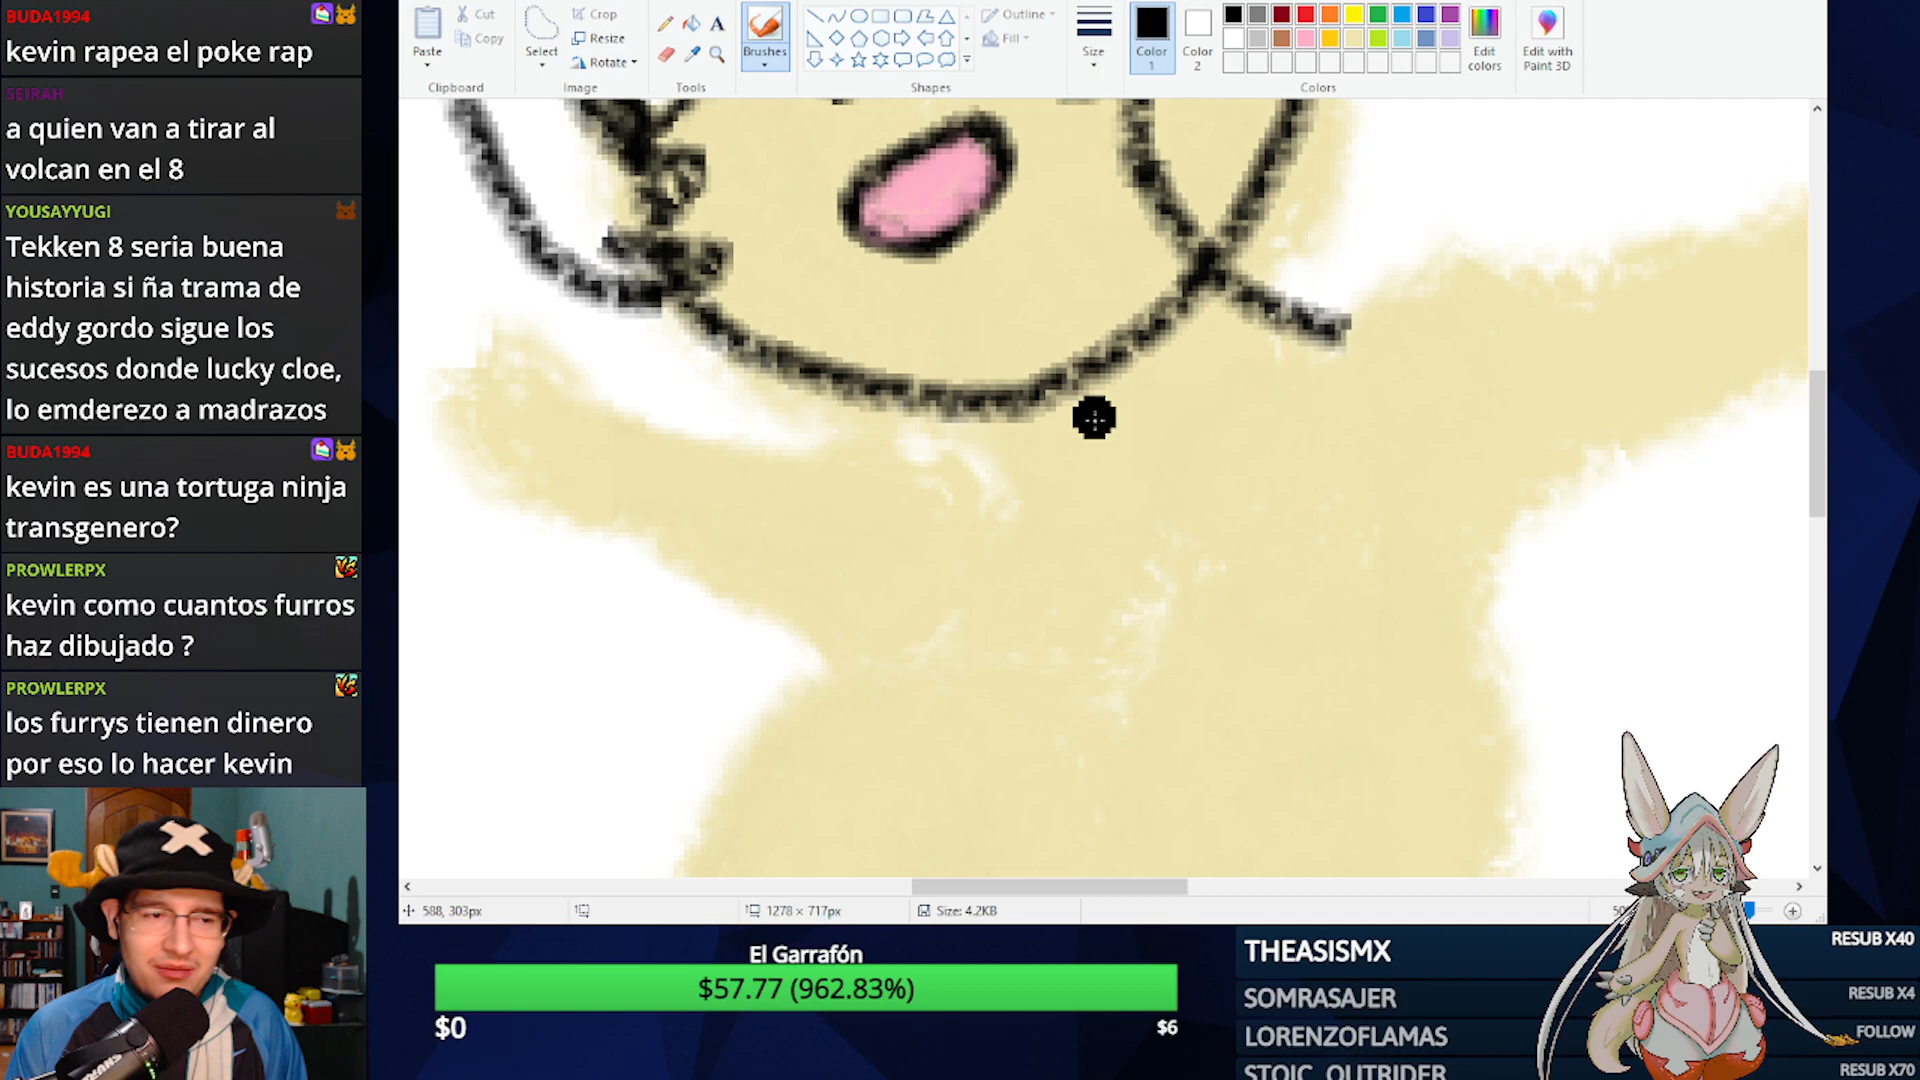 BUDA1994
kevin rapea el poke rap
SEIRAH
a quien van a tirar al
volcan en el 8
YOUSAYYUGI
Tekken 8 seria buena
historia si ña trama de
eddy gordo sigue los
sucesos donde lucky cloe,
lo emderezo a madrazos
BUDA1994
kevin es una tortuga ninja
transgenero?
PROWLERPX
kevin como cuantos furros
haz dibujado ?
PROWLERPX
los furrys tienen dinero
por eso lo hacer kevin
Paste
Cut
Copy
Clipboard
Select
Crop
Resize
Rotate
Image
A
Tools
Brushes
Outline
Fill
Shapes
Size
Color
1
Color
2
Edit
colors
Edit with
Paint 3D
Colors
588, 303px
1278 × 717px
Size: 4.2KB
El Garrafón
$57.77 (962.83%)
$0
$6
THEASISMX
RESUB X40
SOMRASAJER
RESUB X4
LORENZOFLAMAS
FOLLOW
STOIC_OUTRIDER
RESUB X70